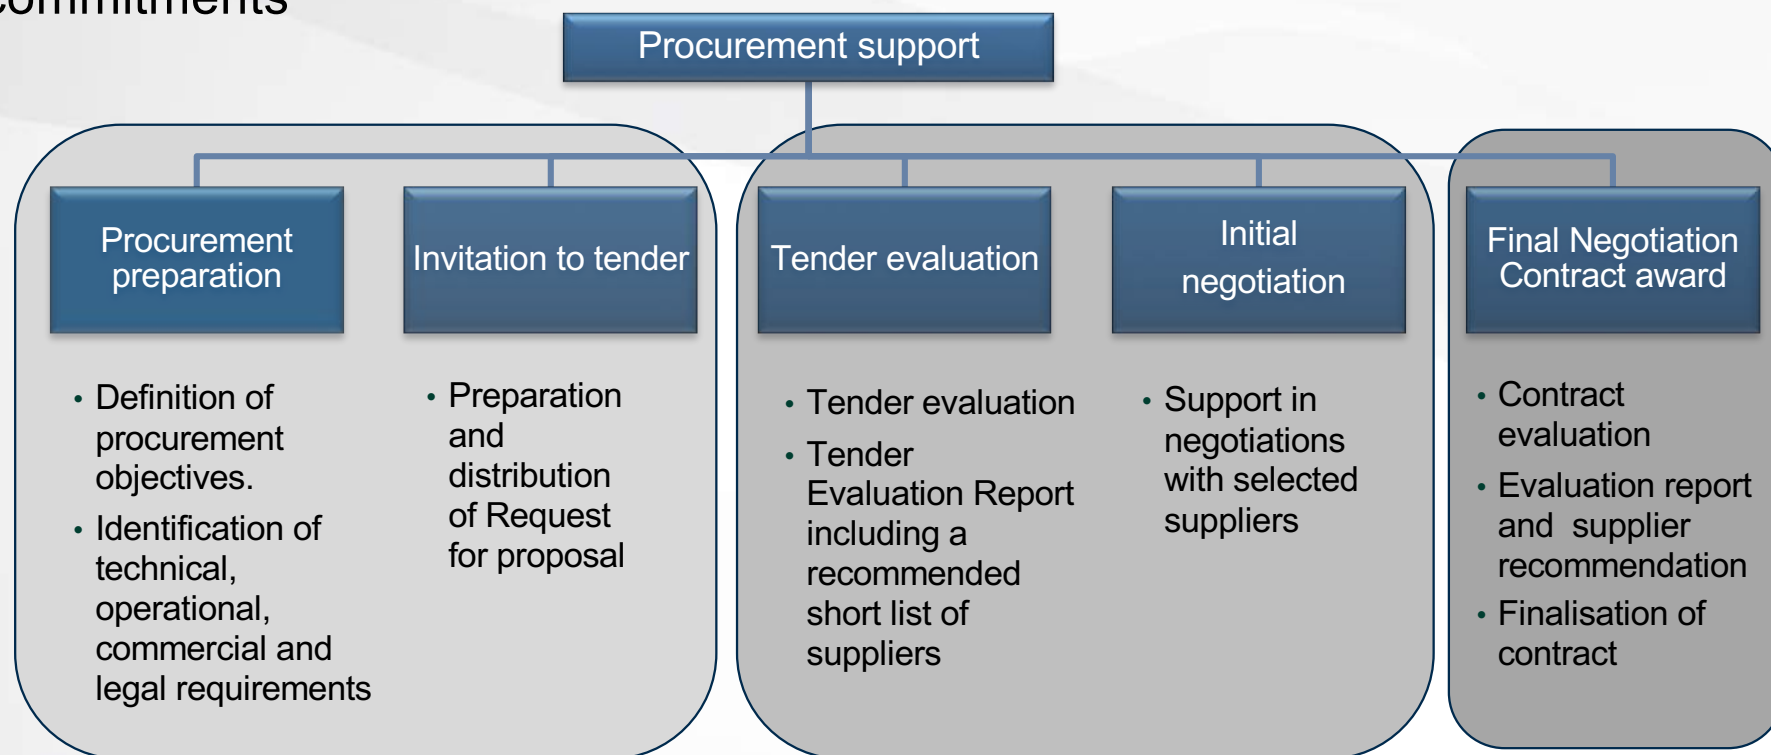 commitments
Procurement support
Procurement
preparation
Invitation to tender
Tender evaluation
Initial
negotiation
Final Negotiation
Contract award
• Definition of
procurement
objectives.
• Identification of
technical,
operational,
commercial and
legal requirements
• Preparation
and
distribution
of Request
for proposal
• Tender evaluation
• Tender
Evaluation Report
including a
recommended
short list of
suppliers
• Support in
negotiations
with selected
suppliers
• Contract
evaluation
• Evaluation report
and supplier
recommendation
• Finalisation of
contract